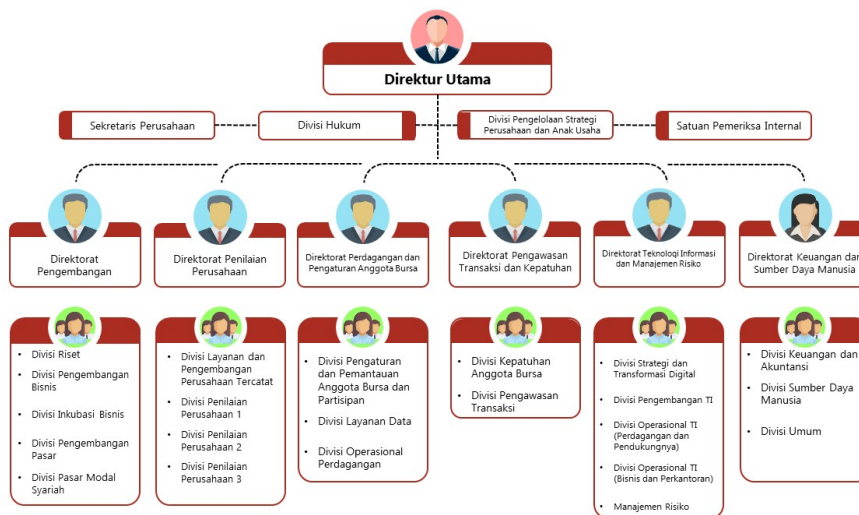 Direktur Utama
Sekretaris Perusahaan
Divisi Hukum
Divisi Pengelolaan Strategi
Perusahaan dan Anak Usaha
Satuan Pemeriksa Internal
Direktorat
Pengembangan
Direktorat Penilaian
Perusahaan
Direktorat Perdagangan dan
Pengaturan Anggota Bursa
Direktorat Pengawasan
Transaksi dan Kepatuhan
Direktorat Teknologi Informasi
dan Manajemen Risiko
Direktorat Keuangan dan
Sumber Daya Manusia
• Divisi Riset
• Divisi Pengembangan
Bisnis
• Divisi Inkubasi Bisnis
• Divisi Pengembangan
Pasar
• Divisi Pasar Modal
Syariah
• Divisi Layanan dan
Pengembangan
Perusahaan Tercatat
• Divisi Penilaian
Perusahaan 1
• Divisi Penilaian
Perusahaan 2
• Divisi Penilaian
Perusahaan 3
• Divisi Pengaturan
dan Pemantauan
Anggota Bursa dan
Partisipan
• Divisi Layanan Data
• Divisi Operasional
Perdagangan
• Divisi Kepatuhan
Anggota Bursa
• Divisi Pengawasan
Transaksi
• Divisi Strategi dan
Transformasi Digital
• Divisi Pengembangan TI
• Divisi Operasional TI
(Perdagangan dan
Pendukungnya)
• Divisi Operasional TI
(Bisnis dan Perkantoran)
• Manajemen Risiko
• Divisi Keuangan dan
Akuntansi
• Divisi Sumber Daya
Manusia
• Divisi Umum